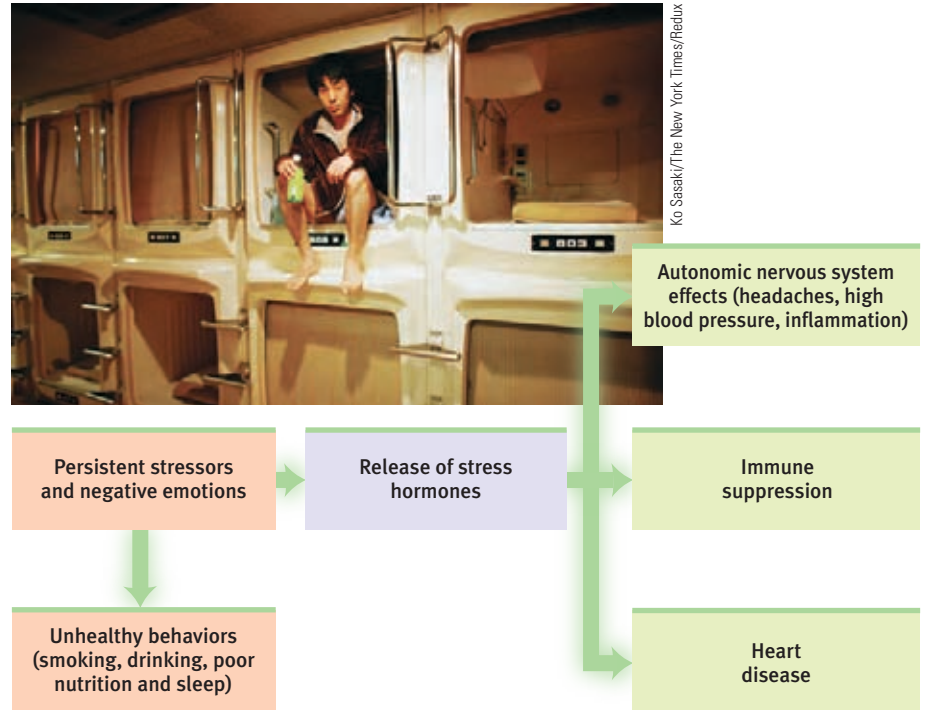 Ko Sasaki/The New York Times/Redux
603
Autonomic nervous system
effects (headaches, high
blood pressure, inflammation)
Persistent stressors
and negative emotions
Release of stress
hormones
Immune
suppression
Unhealthy behaviors
(smoking, drinking, poor
nutrition and sleep)
Heart
disease